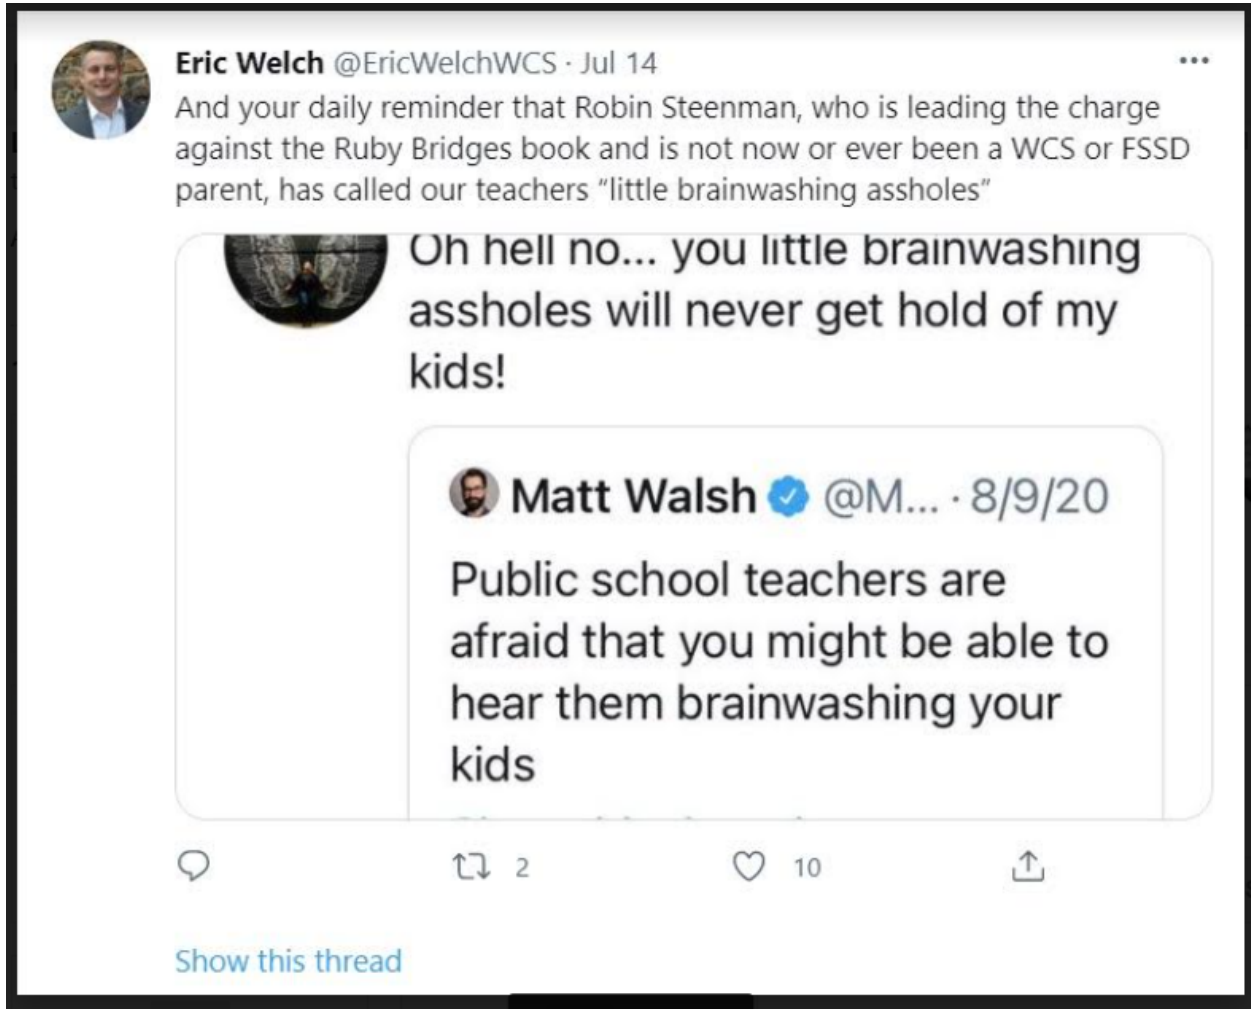 Eric Welch @EricWelchWCS · Jul 14
And your daily reminder that Robin Steenman, who is leading the charge
against the Ruby Bridges book and is not now or ever been a WCS or FSSD
parent, has called our teachers “little brainwashing assholes”
Oh hell no... you little brainwashing
assholes will never get hold of my
kids!
Matt Walsh @M... · 8/9/20
Public school teachers are
afraid that you might be able to
hear them brainwashing your
kids
2 10
Show this thread